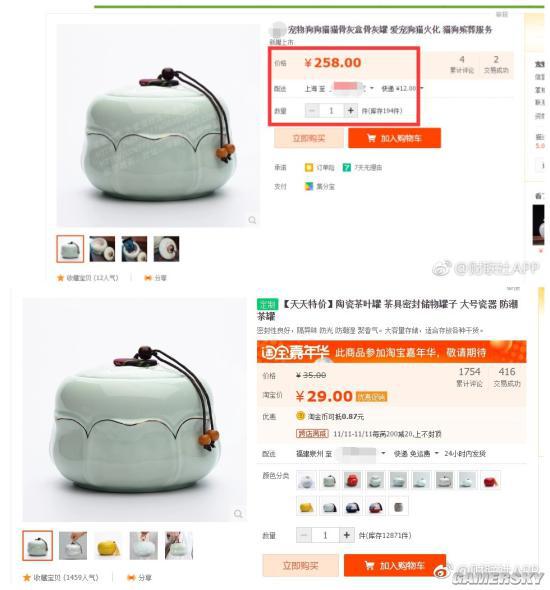 宠物狗狗猫猫骨灰盒骨灰罐 爱宠狗猫火化 猫狗殡葬服务
新罐上市
价格
¥258.00
4
累计评论
2
交易成功
配送
上海 至
快递 ¥12.00
数量
1
件(库存194件)
立即购买
加入购物车
承诺
订单险
7天无理由
支付
集分宝
收藏宝贝 (12人气)
分享
@财联社APP
定制
【天天特价】陶瓷茶叶罐 茶具密封储物罐子 大号瓷器 防潮茶罐
密封性良好，隔异味 防光 防潮湿 聚香气。大容量存储，适合存放各种干货。
淘宝嘉年华
此商品参加淘宝嘉年华，敬请期待
价格
¥35.00
1754
累计评论
416
交易成功
淘宝价
¥29.00
优惠促销
优惠
淘金币可抵0.87元
跨店满减
11/11-11/11每满200减20,上不封顶
配送
福建泉州 至
快递 免运费
24小时内发货
颜色分类
数量
1
件(库存12871件)
立即购买
加入购物车
收藏宝贝 (1459人气)
分享
@财联社APP
GAMERSKY